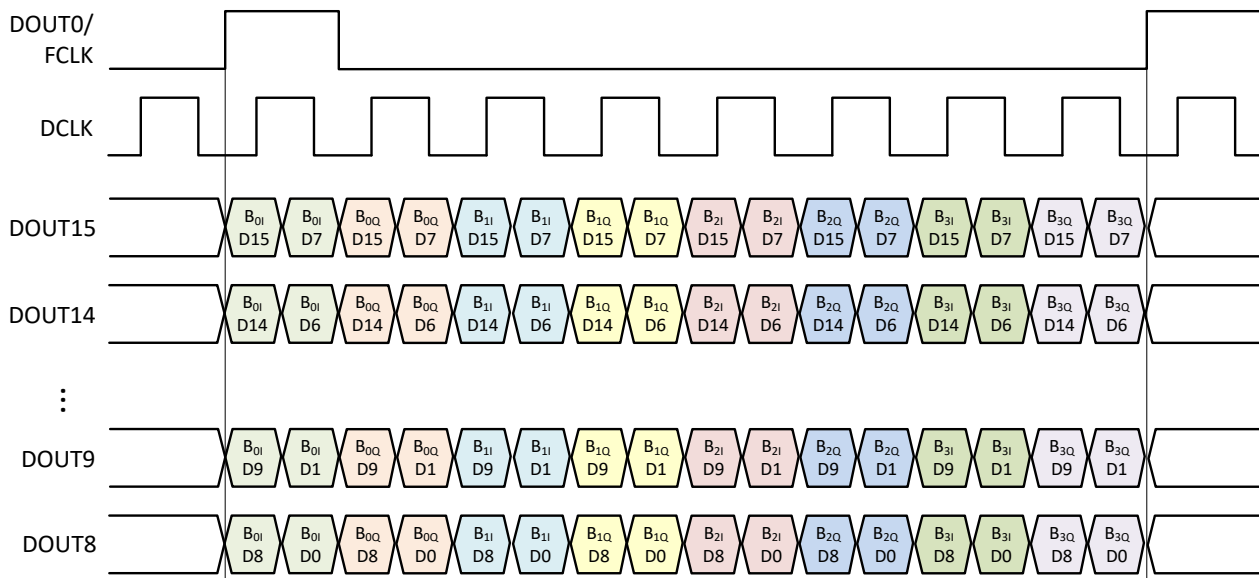 DOUT0/
FCLK
DCLK
DOUT15
B0I B0I B0Q B0Q B1I B1I B1Q B1Q B2I B2I B2Q B2Q B3I B3I B3Q B3Q
D15 D7 D15 D7 D15 D7 D15 D7 D15 D7 D15 D7 D15 D7 D15 D7
DOUT14
B0I B0I B0Q B0Q B1I B1I B1Q B1Q B2I B2I B2Q B2Q B3I B3I B3Q B3Q
D14 D6 D14 D6 D14 D6 D14 D6 D14 D6 D14 D6 D14 D6 D14 D6
⋮
DOUT9
B0I B0I B0Q B0Q B1I B1I B1Q B1Q B2I B2I B2Q B2Q B3I B3I B3Q B3Q
D9 D1 D9 D1 D9 D1 D9 D1 D9 D1 D9 D1 D9 D1 D9 D1
DOUT8
B0I B0I B0Q B0Q B1I B1I B1Q B1Q B2I B2I B2Q B2Q B3I B3I B3Q B3Q
D8 D0 D8 D0 D8 D0 D8 D0 D8 D0 D8 D0 D8 D0 D8 D0